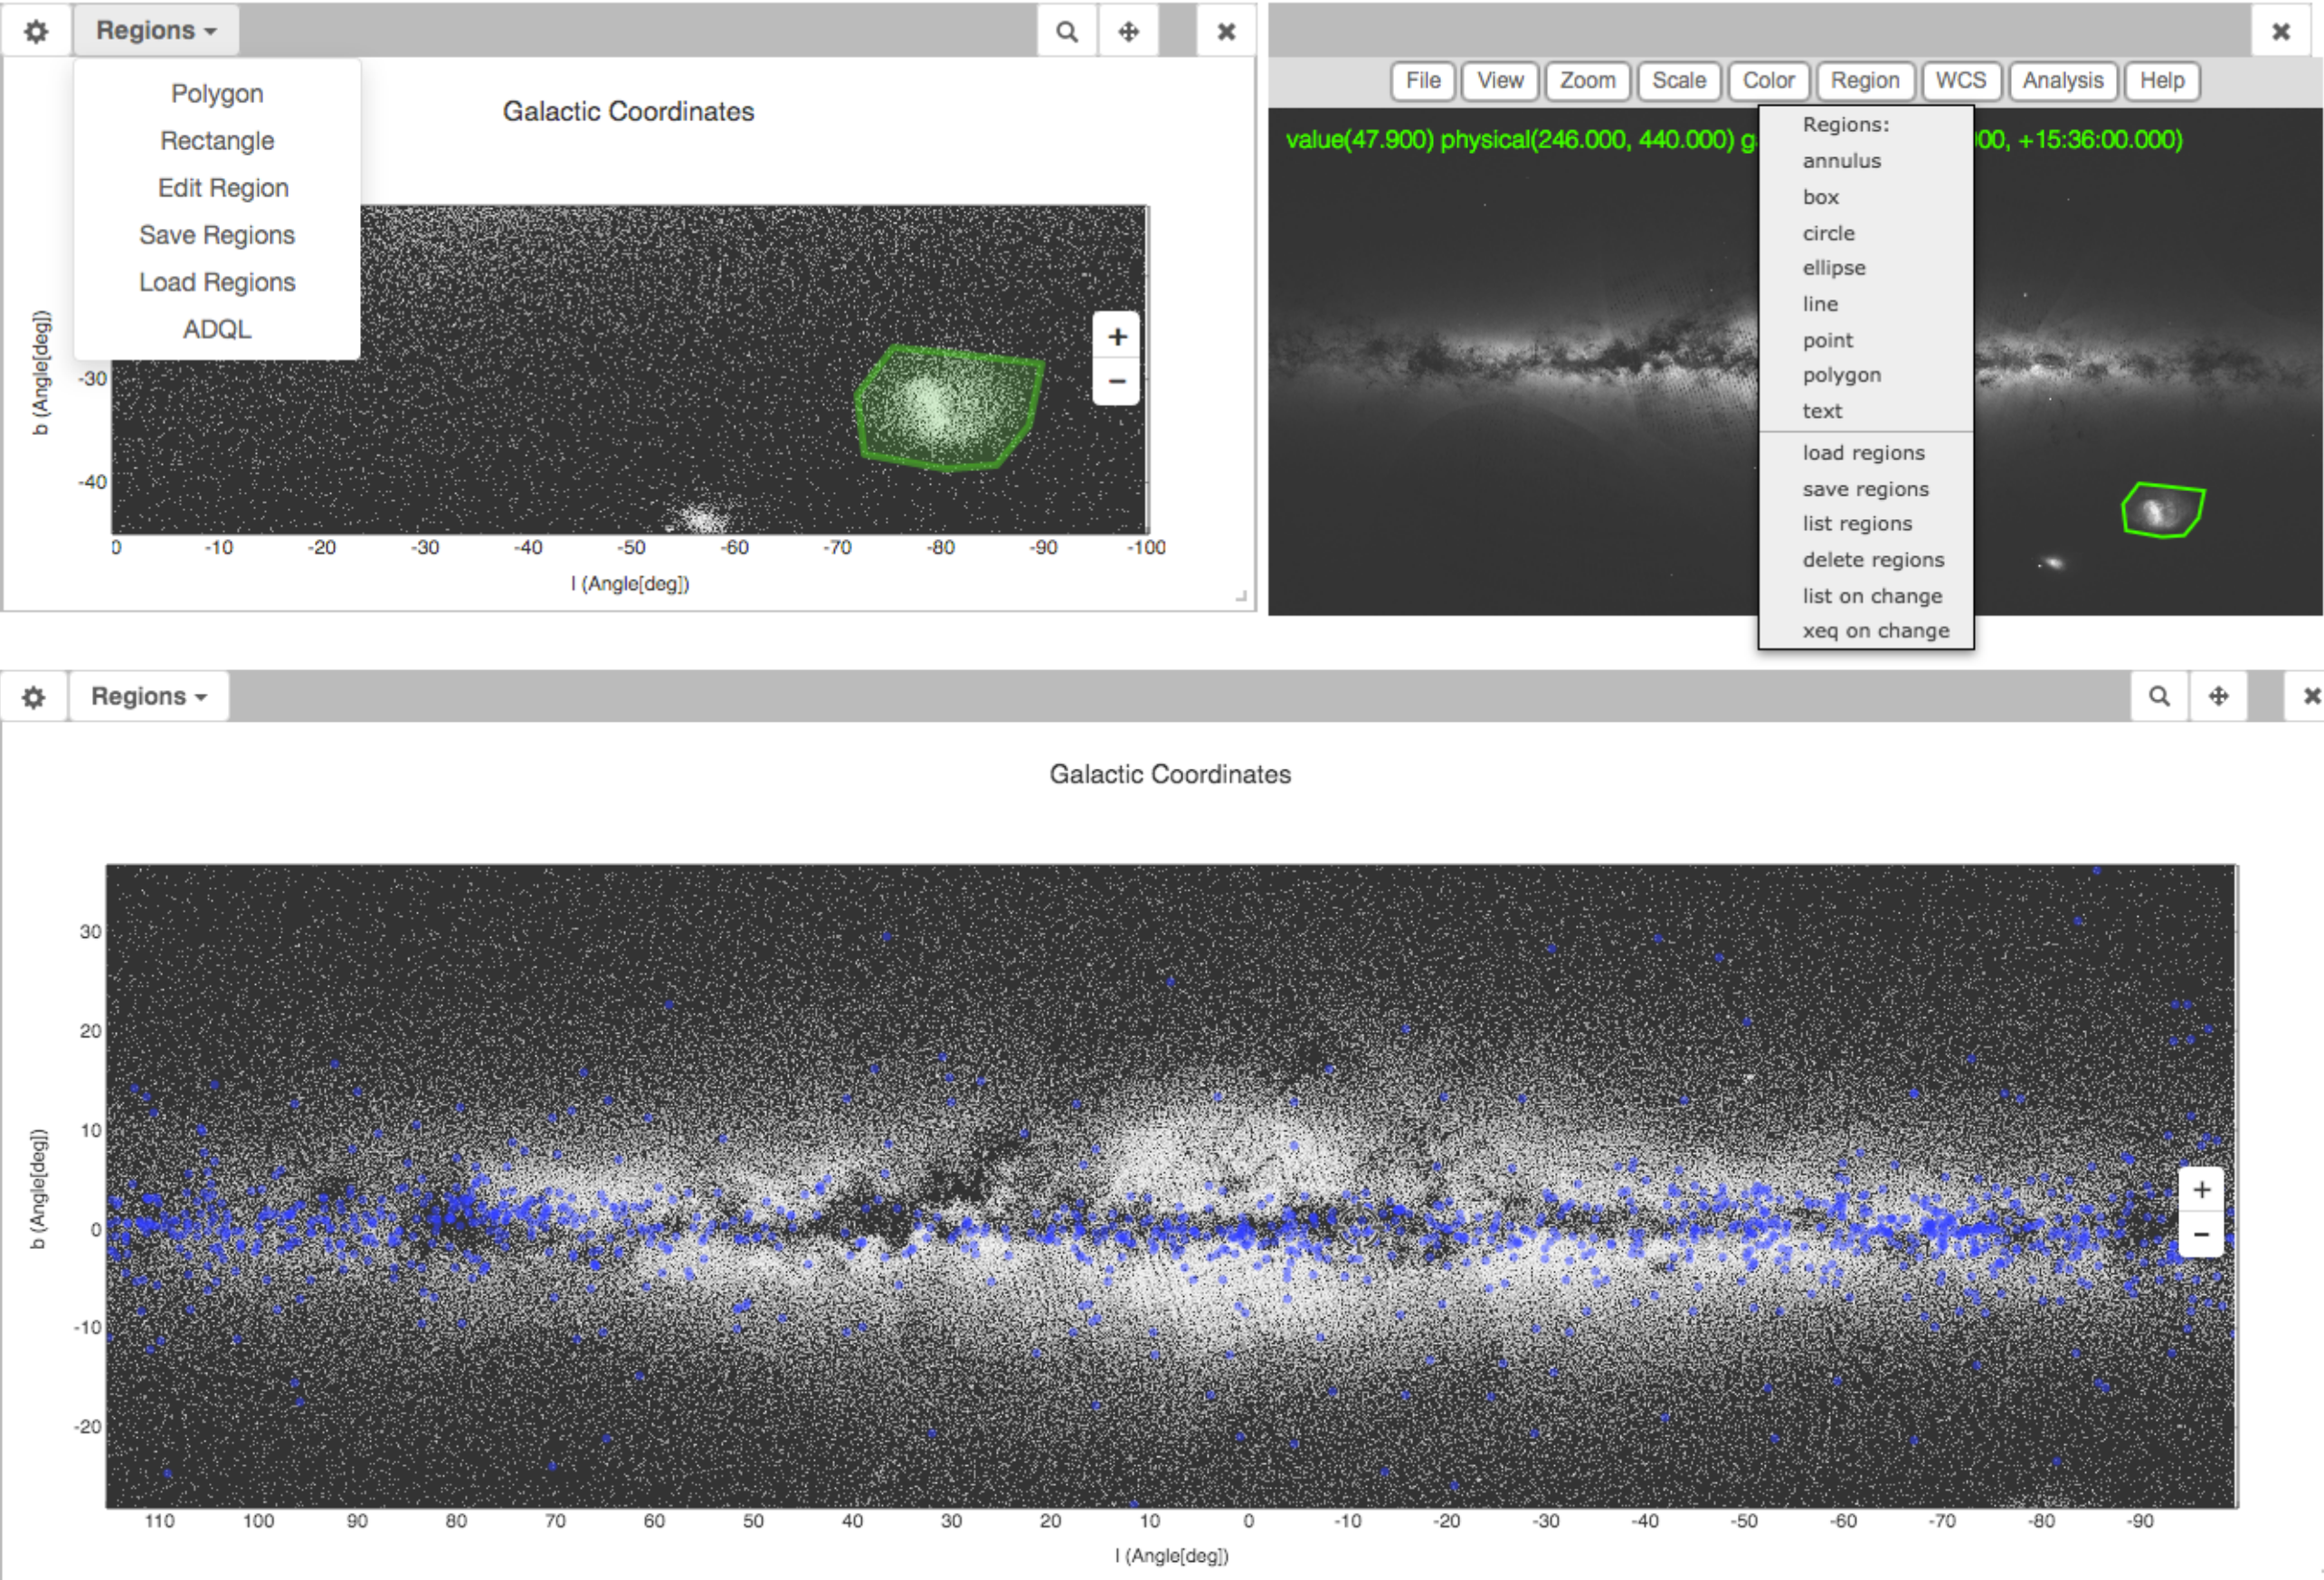 Regions
Polygon
Rectangle
Edit Region
Save Regions
Load Regions
ADQL
Galactic Coordinates
b (Angle[deg])
-30
-40
0 -10 -20 -30 -40 -50 -60 -70 -80 -90 -100
l (Angle[deg])
+
−
File View Zoom Scale Color Region WCS Analysis Help
value(47.900) physical(246.000, 440.000) g 00, +15:36:00.000)
Regions:
annulus
box
circle
ellipse
line
point
polygon
text
load regions
save regions
list regions
delete regions
list on change
xeq on change
Regions
Galactic Coordinates
b (Angle[deg])
30
20
10
0
-10
-20
+
−
110 100 90 80 70 60 50 40 30 20 10 0 -10 -20 -30 -40 -50 -60 -70 -80 -90
l (Angle[deg])